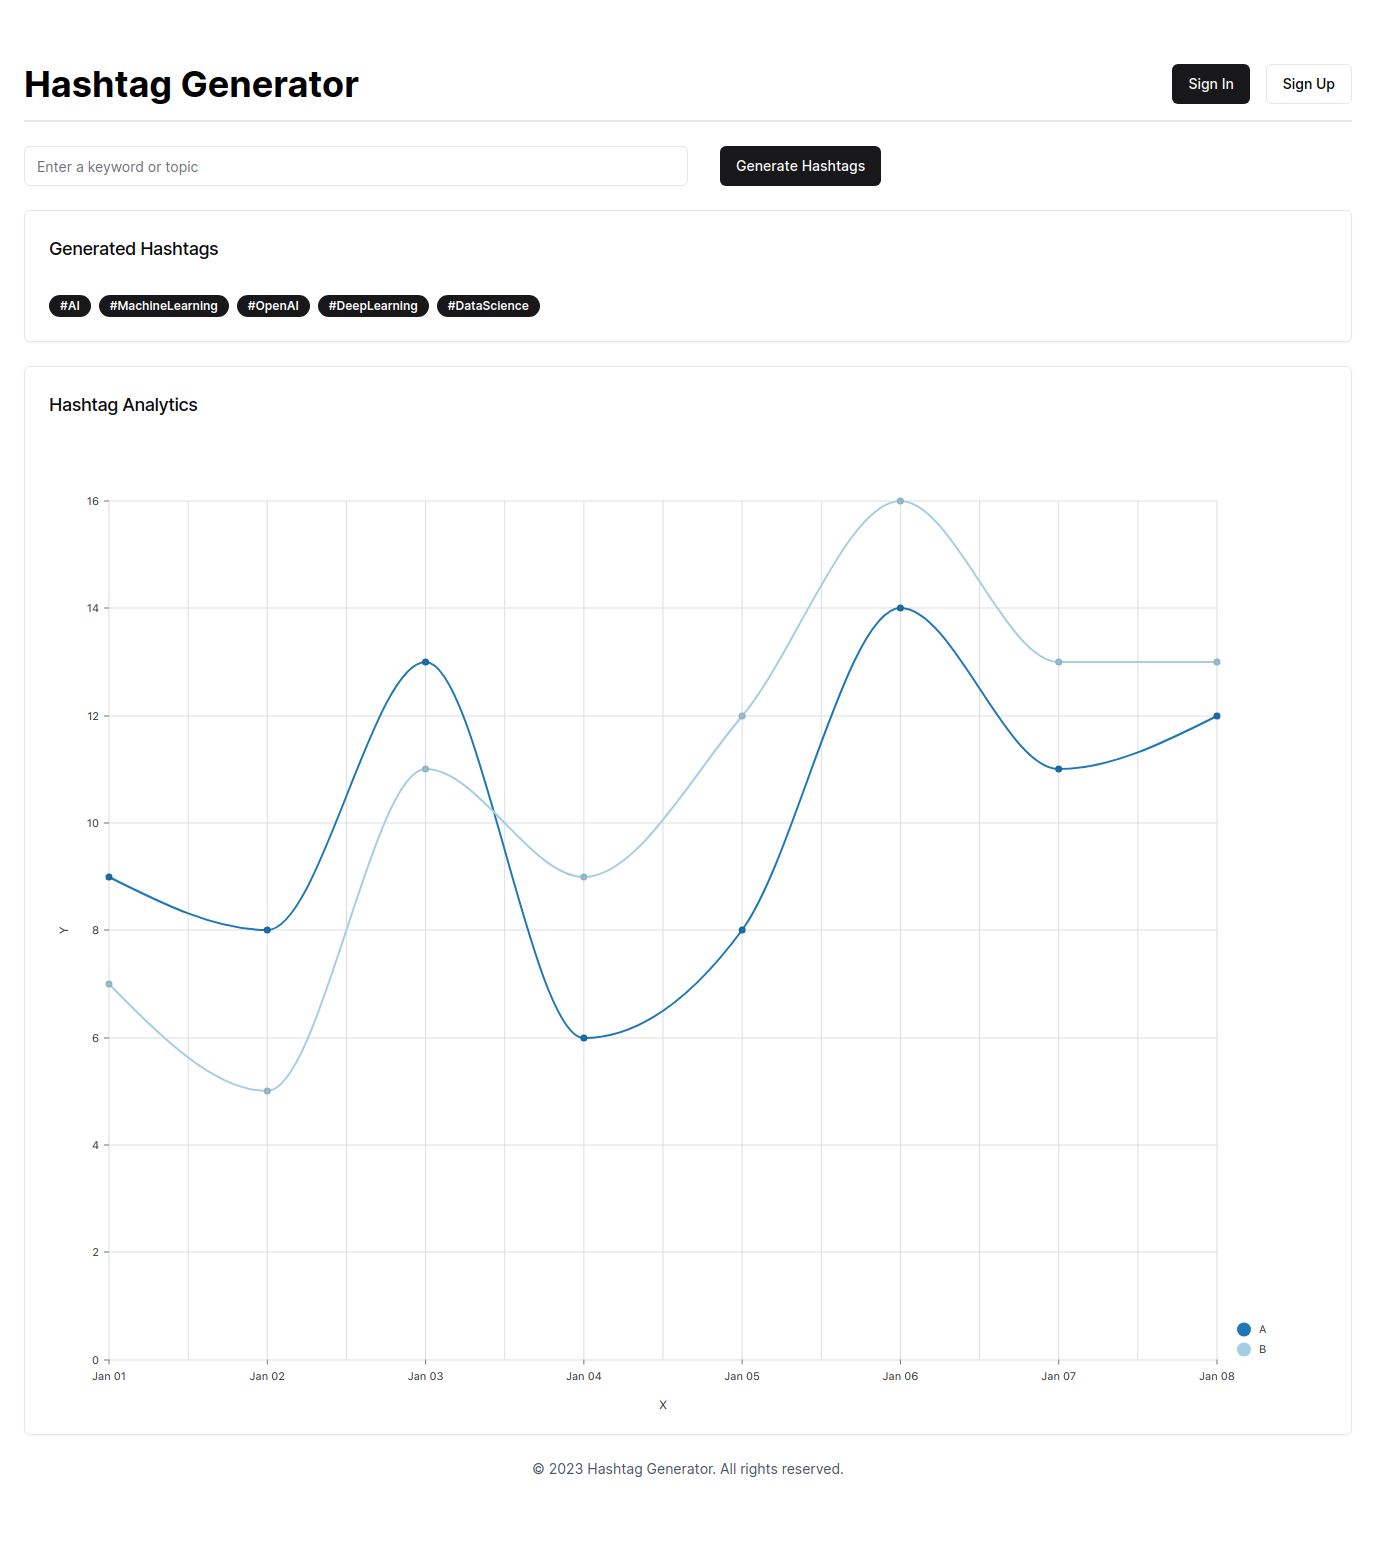 Hashtag Generator
Sign In
Sign Up
Enter a keyword or topic
Generate Hashtags
Generated Hashtags
#AI #MachineLearning #OpenAI #DeepLearning #DataScience
Hashtag Analytics
16
14
12
10
8
6
4
2
0
Y
Jan 01 Jan 02 Jan 03 Jan 04 Jan 05 Jan 06 Jan 07 Jan 08
X
A
B
© 2023 Hashtag Generator. All rights reserved.